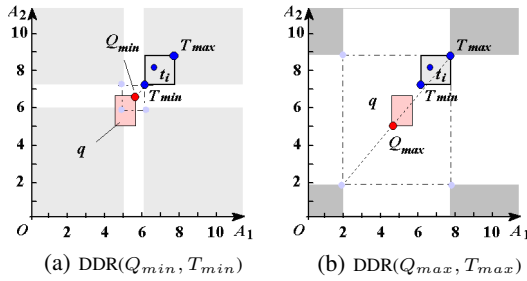 A2
10
8
6
4
2
O
2
4
6
8
10
A1
Qmin
Tmax
ti
Tmin
q
(a) DDR(Qmin, Tmin)
A2
10
8
6
4
2
O
2
4
6
8
10
A1
Tmax
ti
Tmin
q
Qmax
(b) DDR(Qmax, Tmax)